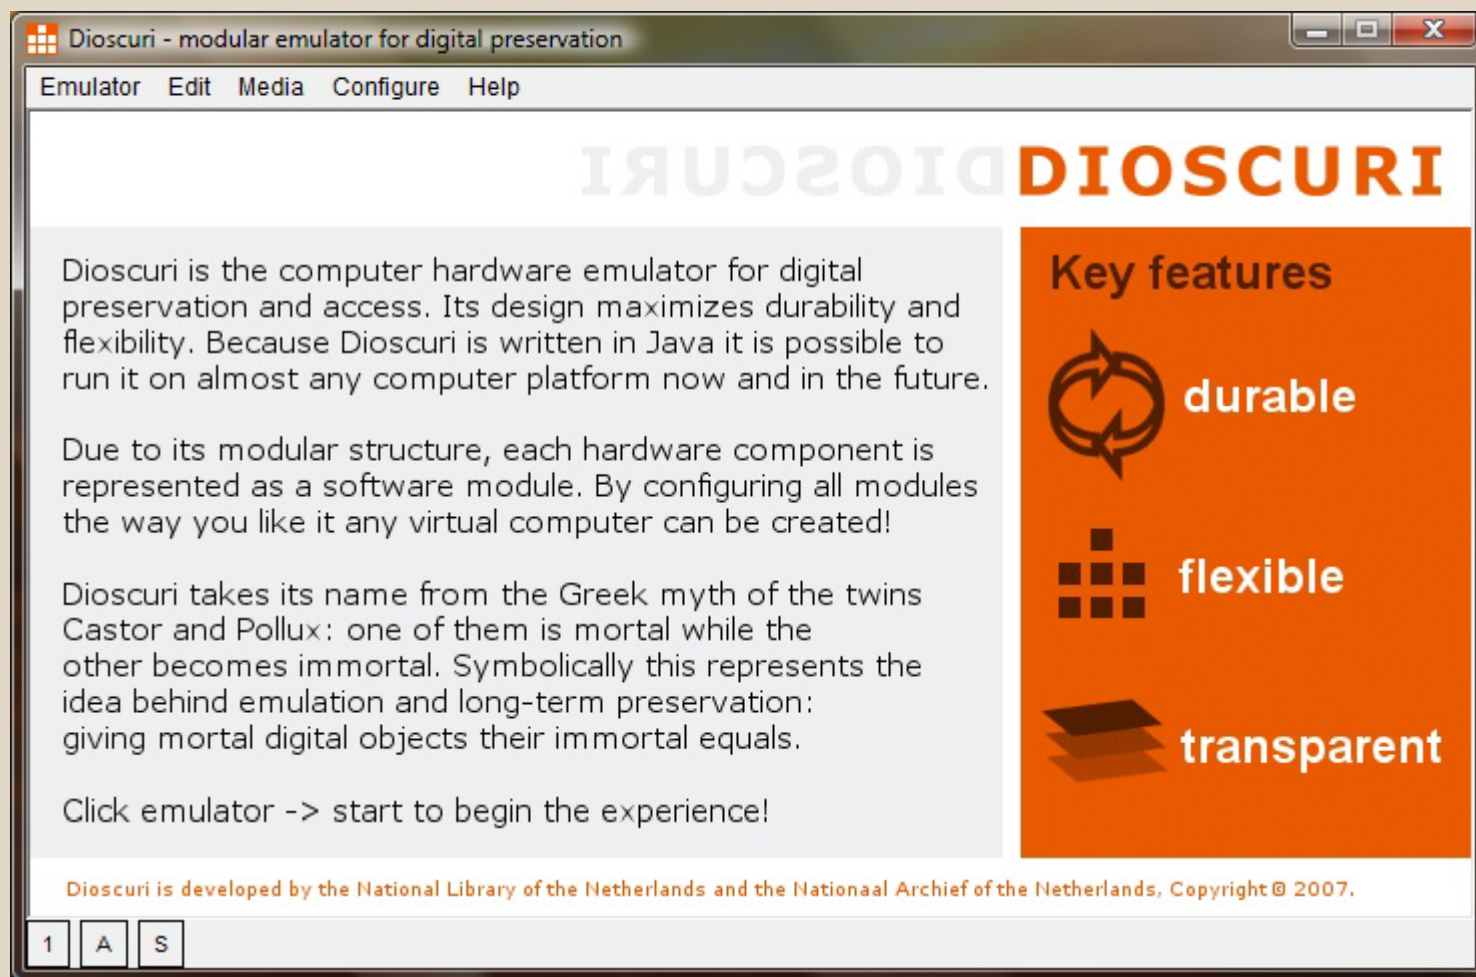 Dioscuri - modular emulator for digital preservation
Emulator Edit Media Configure Help
DIOSCURI DIOSCURI
Dioscuri is the computer hardware emulator for digital
preservation and access. Its design maximizes durability and
flexibility. Because Dioscuri is written in Java it is possible to
run it on almost any computer platform now and in the future.
Due to its modular structure, each hardware component is
represented as a software module. By configuring all modules
the way you like it any virtual computer can be created!
Dioscuri takes its name from the Greek myth of the twins
Castor and Pollux: one of them is mortal while the
other becomes immortal. Symbolically this represents the
idea behind emulation and long-term preservation:
giving mortal digital objects their immortal equals.
Click emulator -> start to begin the experience!
Key features
durable
flexible
transparent
Dioscuri is developed by the National Library of the Netherlands and the Nationaal Archief of the Netherlands, Copyright © 2007.
1 A S